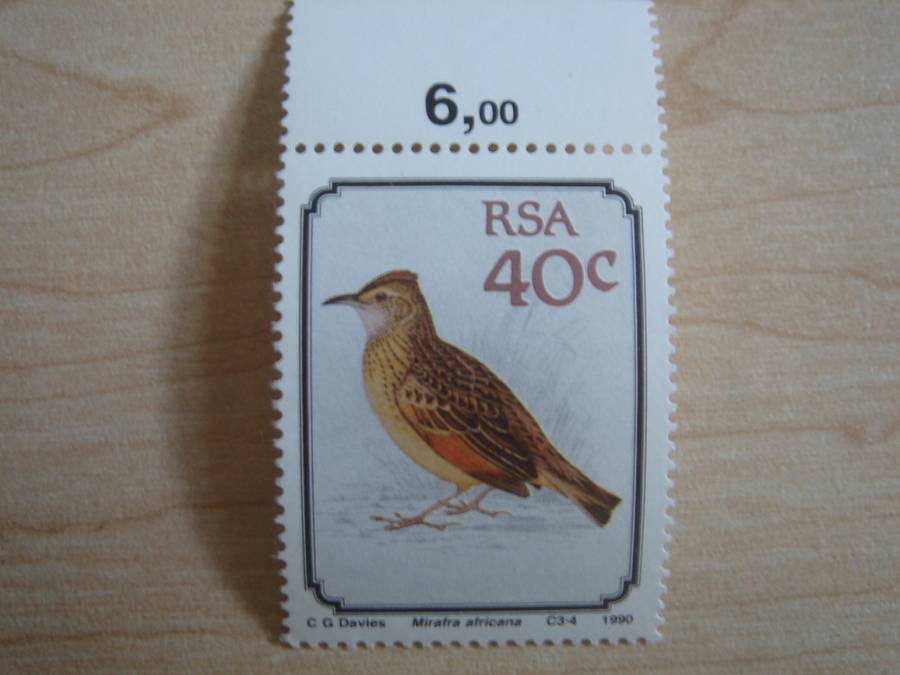 6,00
RSA
40c
C G Davies Mirafra africana C3·4 1990